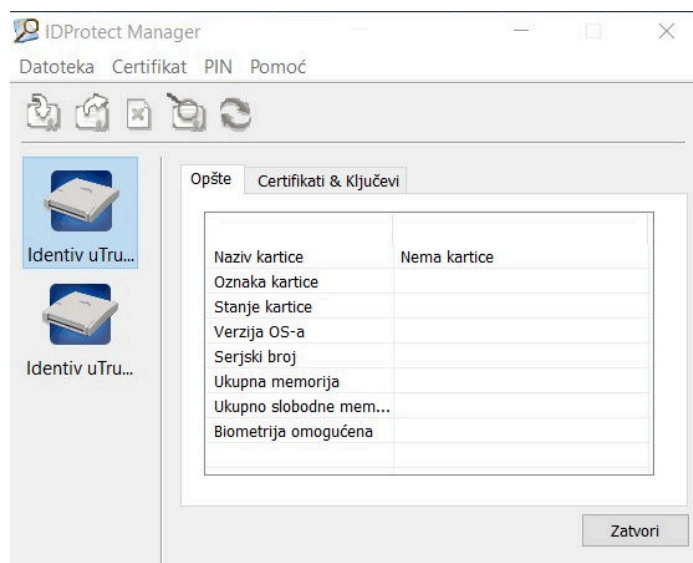 IDProtect Manager
Datoteka Certifikat PIN Pomoć
Opšte Certifikati & Ključevi
Identiv uTru...
Identiv uTru...
Naziv kartice Nema kartice
Oznaka kartice
Stanje kartice
Verzija OS-a
Serjski broj
Ukupna memorija
Ukupno slobodne mem...
Biometrija omogućena
Zatvori